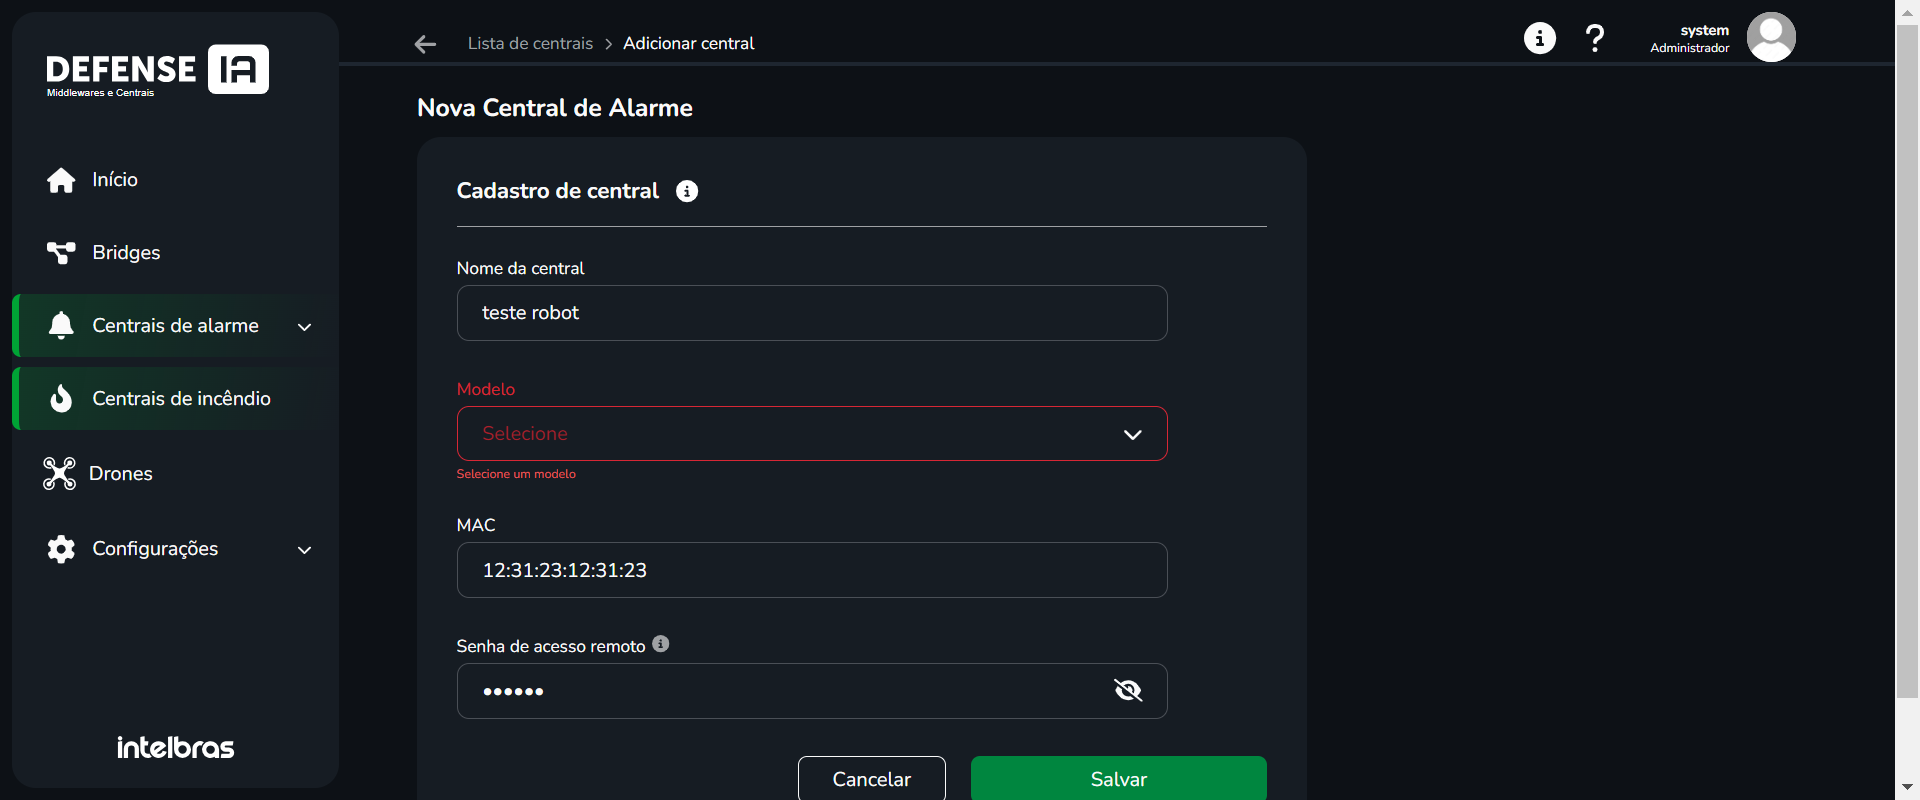 DEFENSE IA
Middlewares e Centrais
Início
Bridges
Centrais de alarme
Centrais de incêndio
Drones
Configurações
intelbras
Lista de centrais > Adicionar central
system
Administrador
Nova Central de Alarme
Cadastro de central
Nome da central
teste robot
Modelo
Selecione
Selecione um modelo
MAC
12:31:23:12:31:23
Senha de acesso remoto
••••••
Cancelar
Salvar